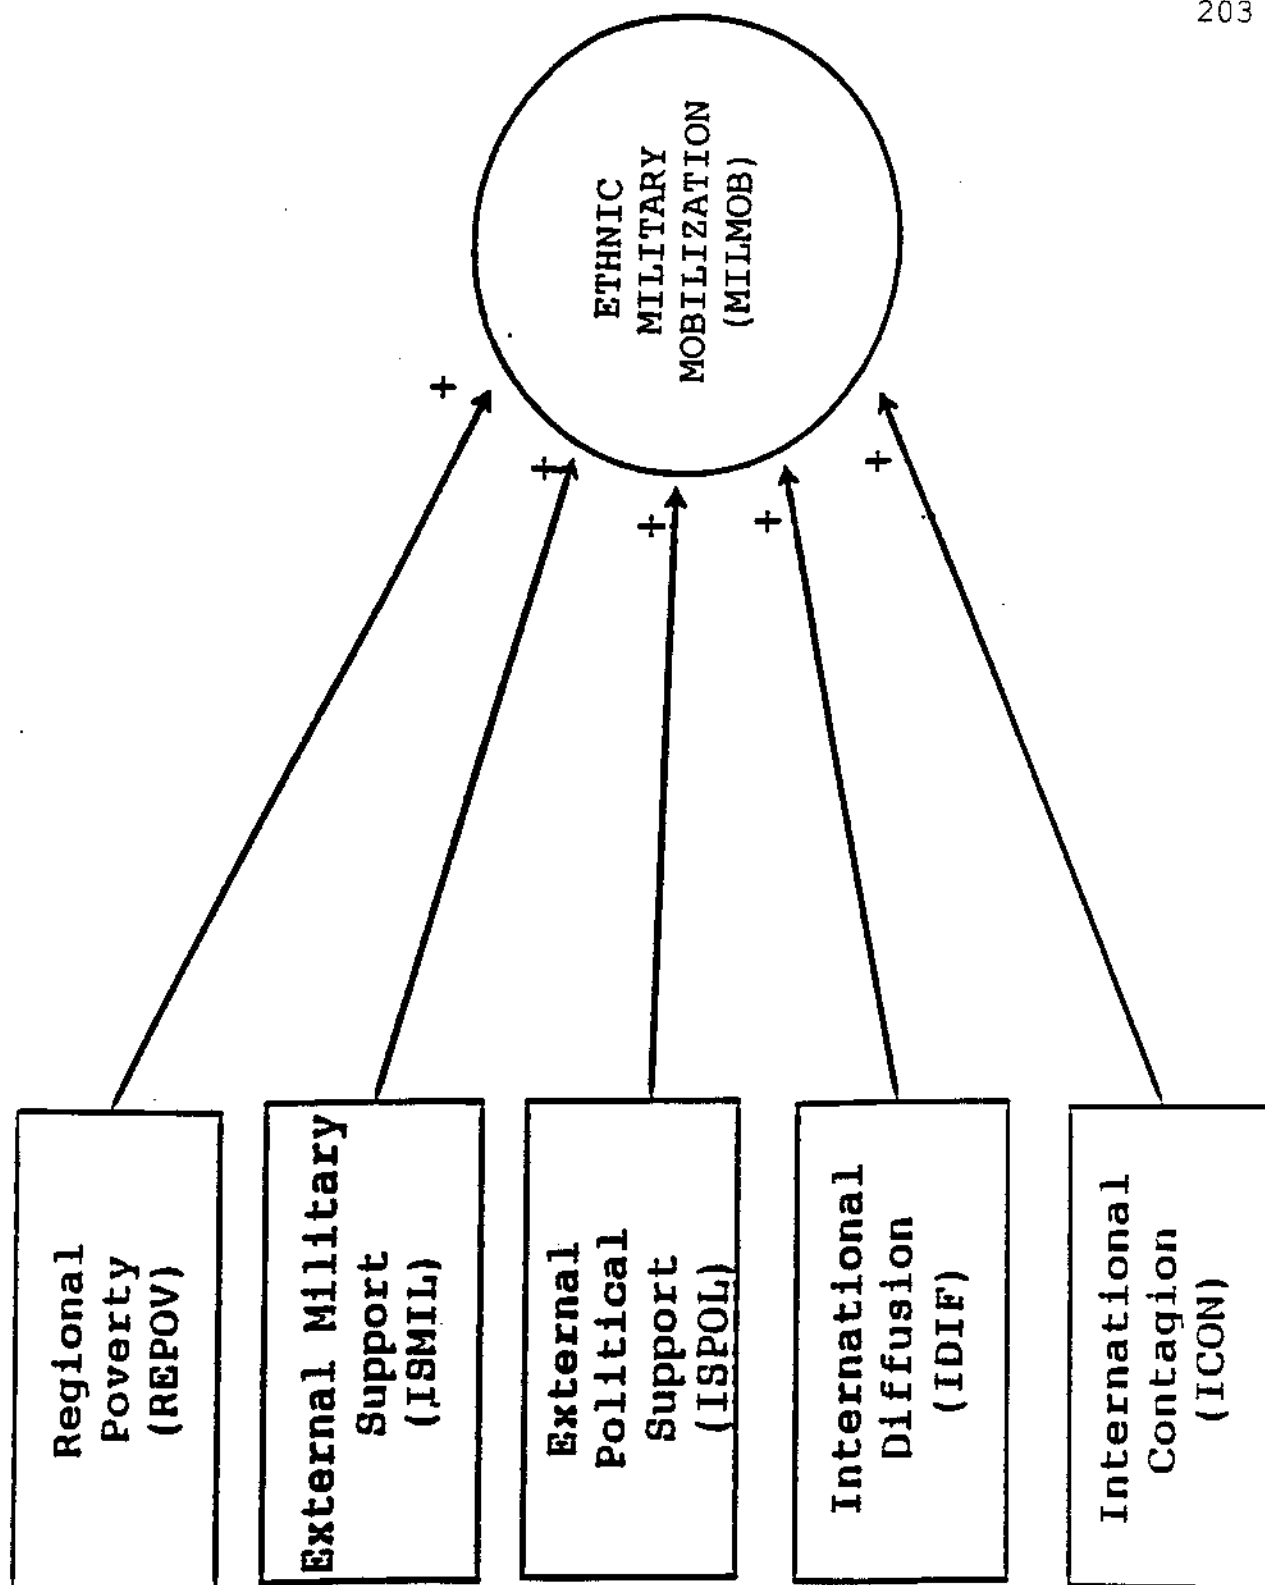 203
Regional
Poverty
(REPOV)
External Military
Support
(ISMIL)
External
Political
Support
(ISPOL)
International
Diffusion
(IDIF)
International
Contagion
(ICON)
+
+
+
+
+
ETHNIC
MILITARY
MOBILIZATION
(MILMOB)